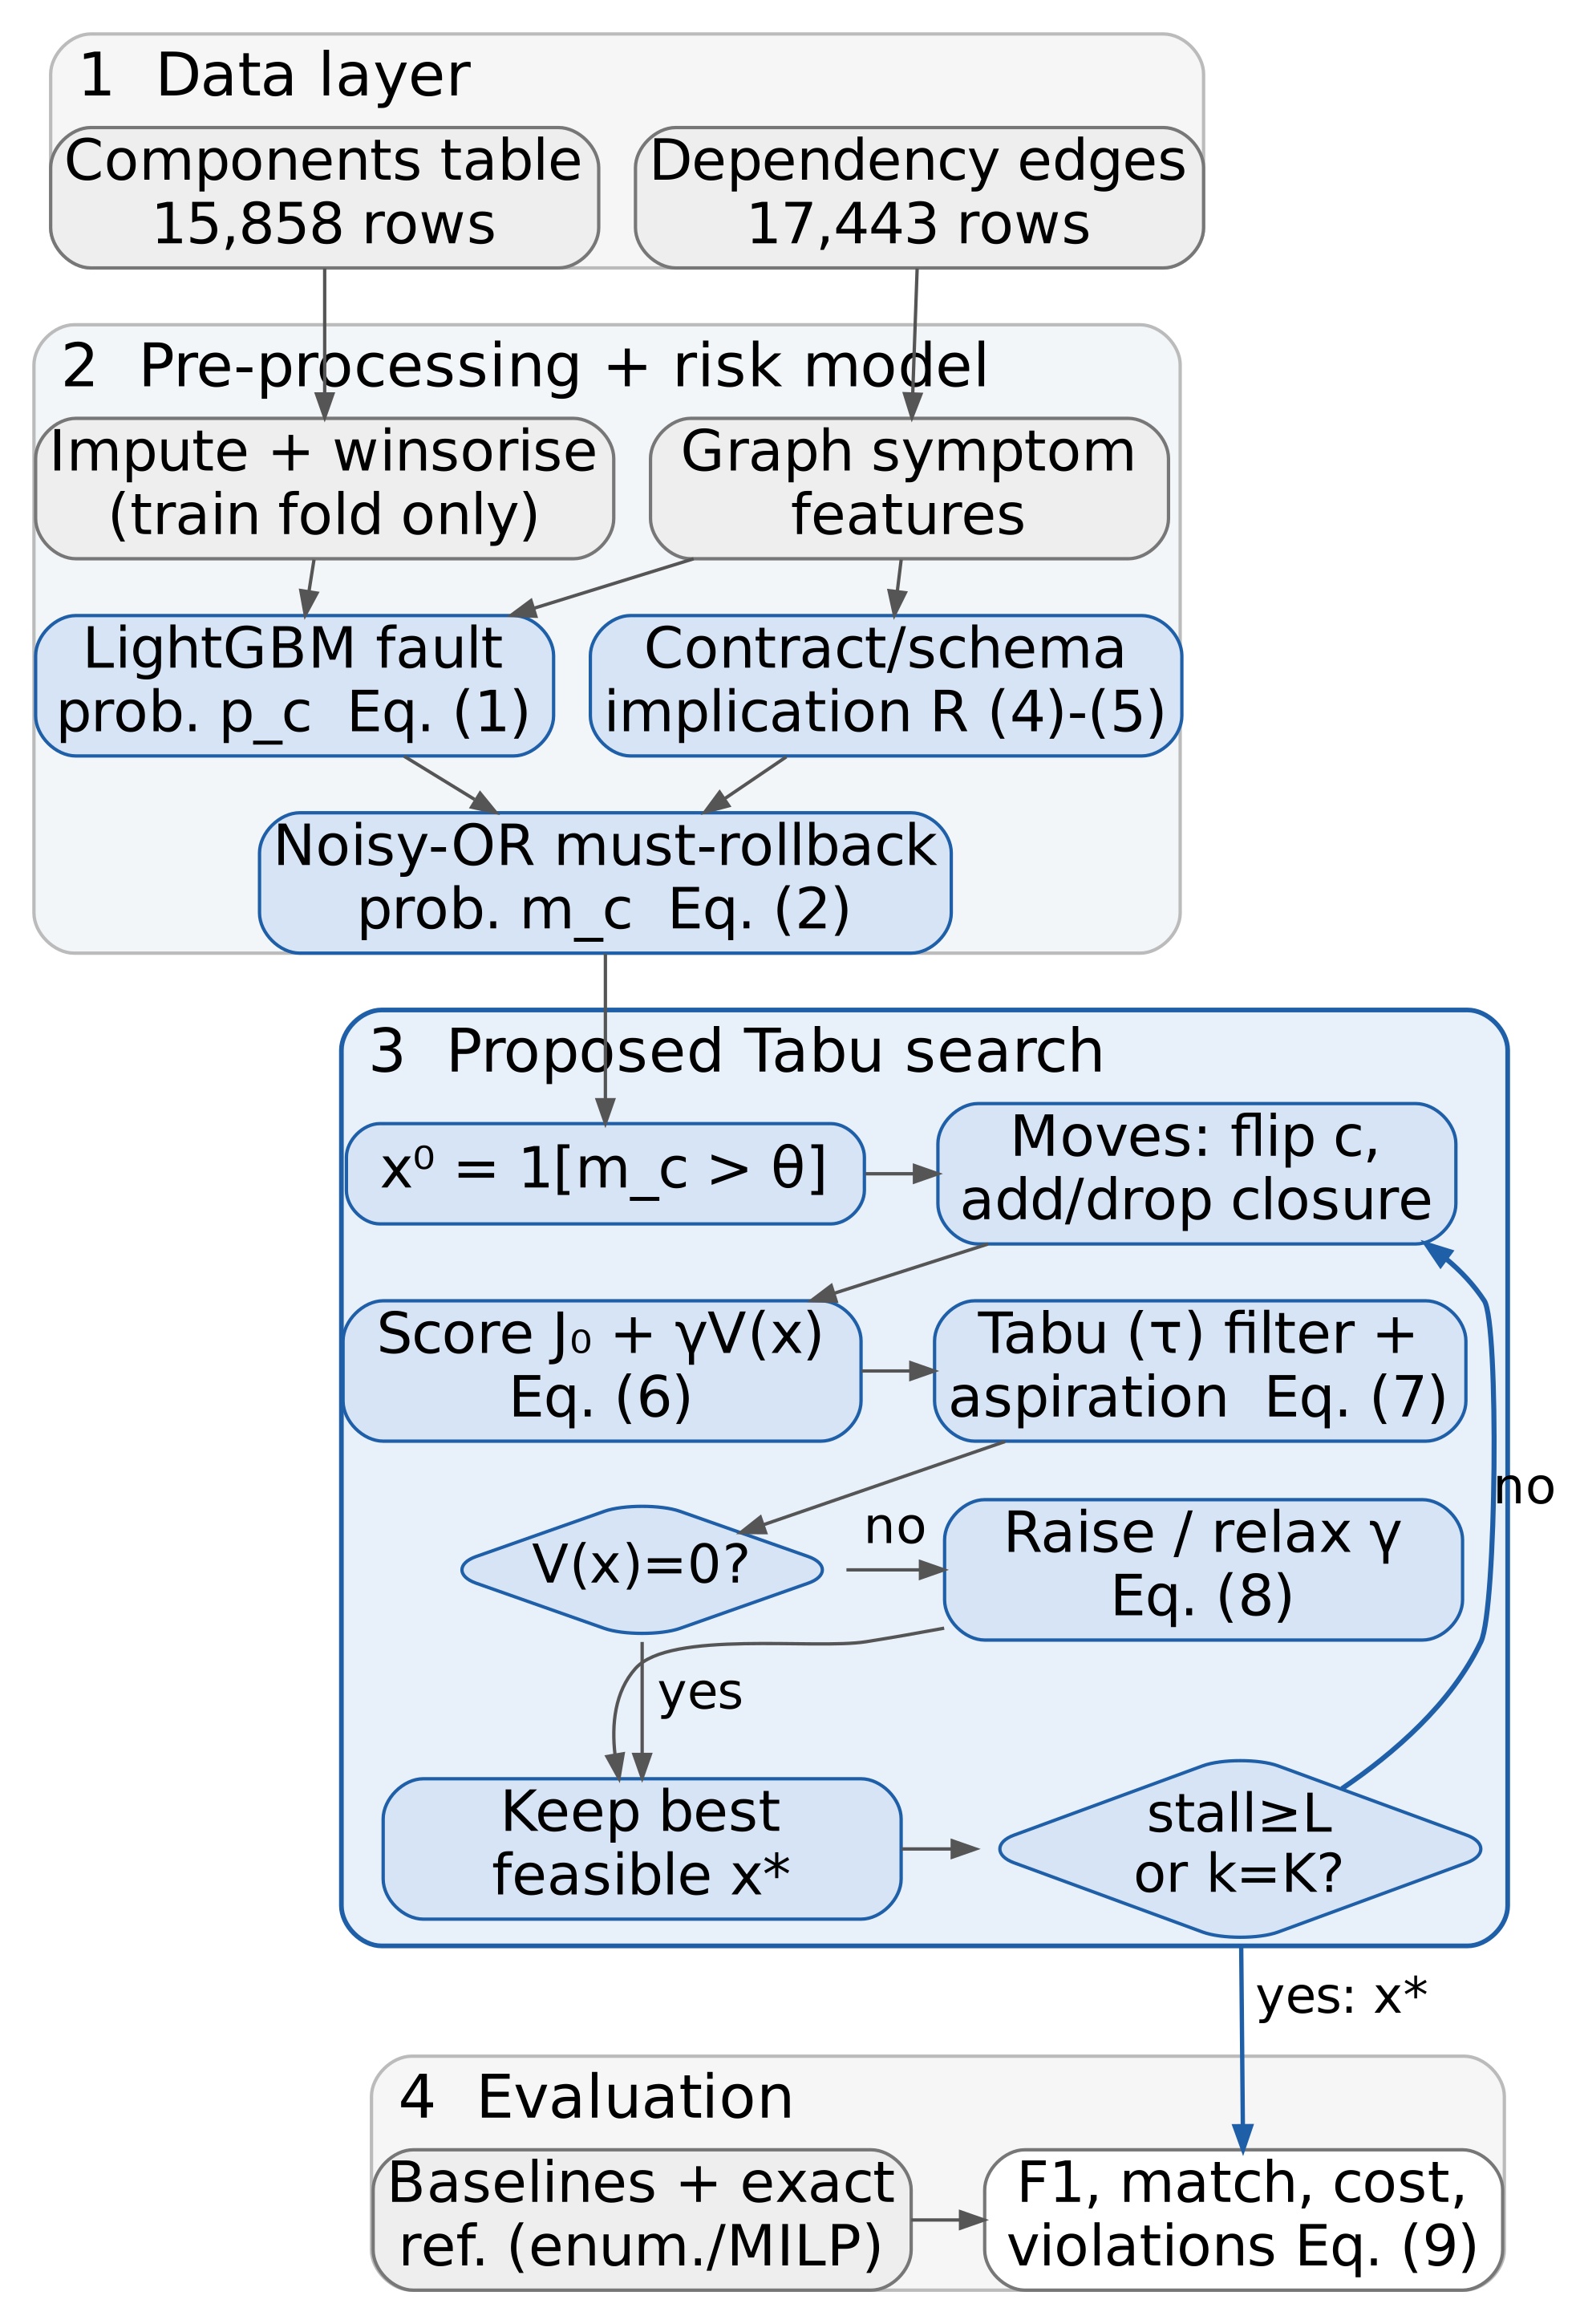 1  Data layer
Components table
15,858 rows
Dependency edges
17,443 rows
2  Pre-processing + risk model
Impute + winsorise
(train fold only)
Graph symptom
features
LightGBM fault
prob. p_c  Eq. (1)
Contract/schema
implication R (4)-(5)
Noisy-OR must-rollback
prob. m_c  Eq. (2)
3  Proposed Tabu search
x⁰ = 1[m_c > θ]
Moves: flip c,
add/drop closure
Score J₀ + γV(x)
Eq. (6)
Tabu (τ) filter +
aspiration  Eq. (7)
no
V(x)=0?
no
Raise / relax γ
Eq. (8)
yes
Keep best
feasible x*
stall≥L
or k=K?
yes: x*
4  Evaluation
Baselines + exact
ref. (enum./MILP)
F1, match, cost,
violations Eq. (9)